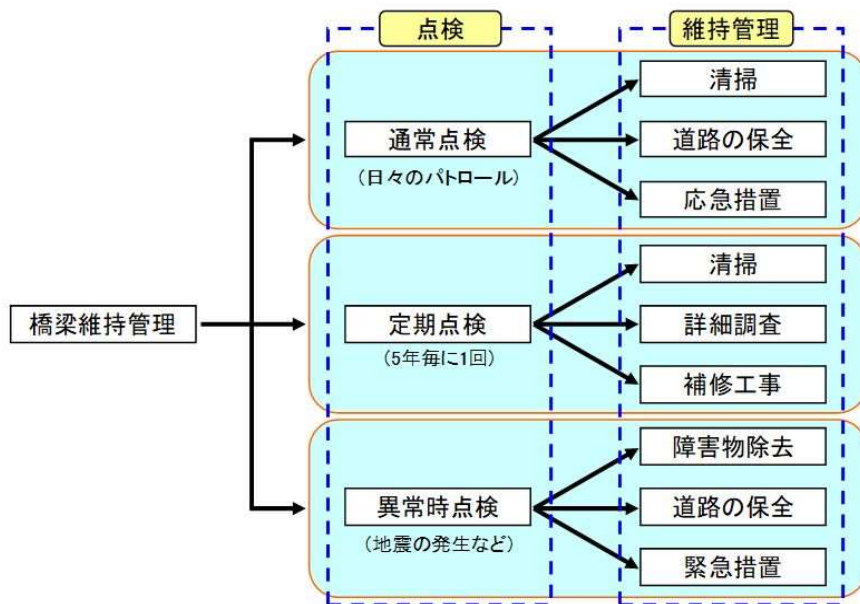 点検
維持管理
清掃
通常点検
道路の保全
(日々のパトロール)
応急措置
清掃
橋梁維持管理
定期点検
詳細調査
(5年毎に1回)
補修工事
障害物除去
異常時点検
道路の保全
(地震の発生など)
緊急措置